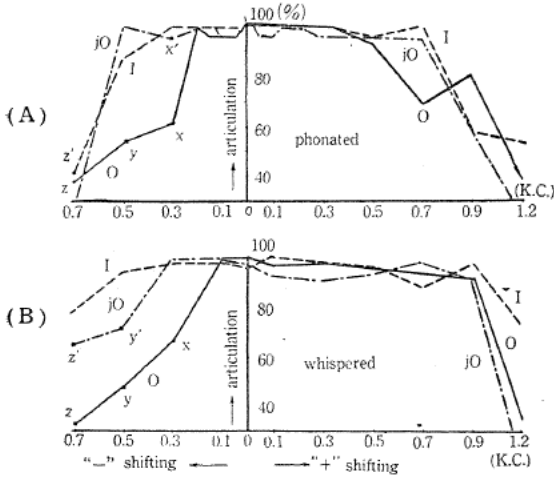 100 (%)
jO
x'
I
I
jO
80
(A)
articulation
O
phonated
60
x
y
z'
O
z
40
(K.C.)
0.7 0.5 0.3 0.1 0 0.1 0.3 0.5 0.7 0.9 1.2
100
I
jO
I
(B)
80
z'
y'
x
O
O
articulation
60
whispered
jO
y
z
40
0.7 0.5 0.3 0.1 0 0.1 0.3 0.5 0.7 0.9 1.2
"−" shifting "+" shifting (K.C.)